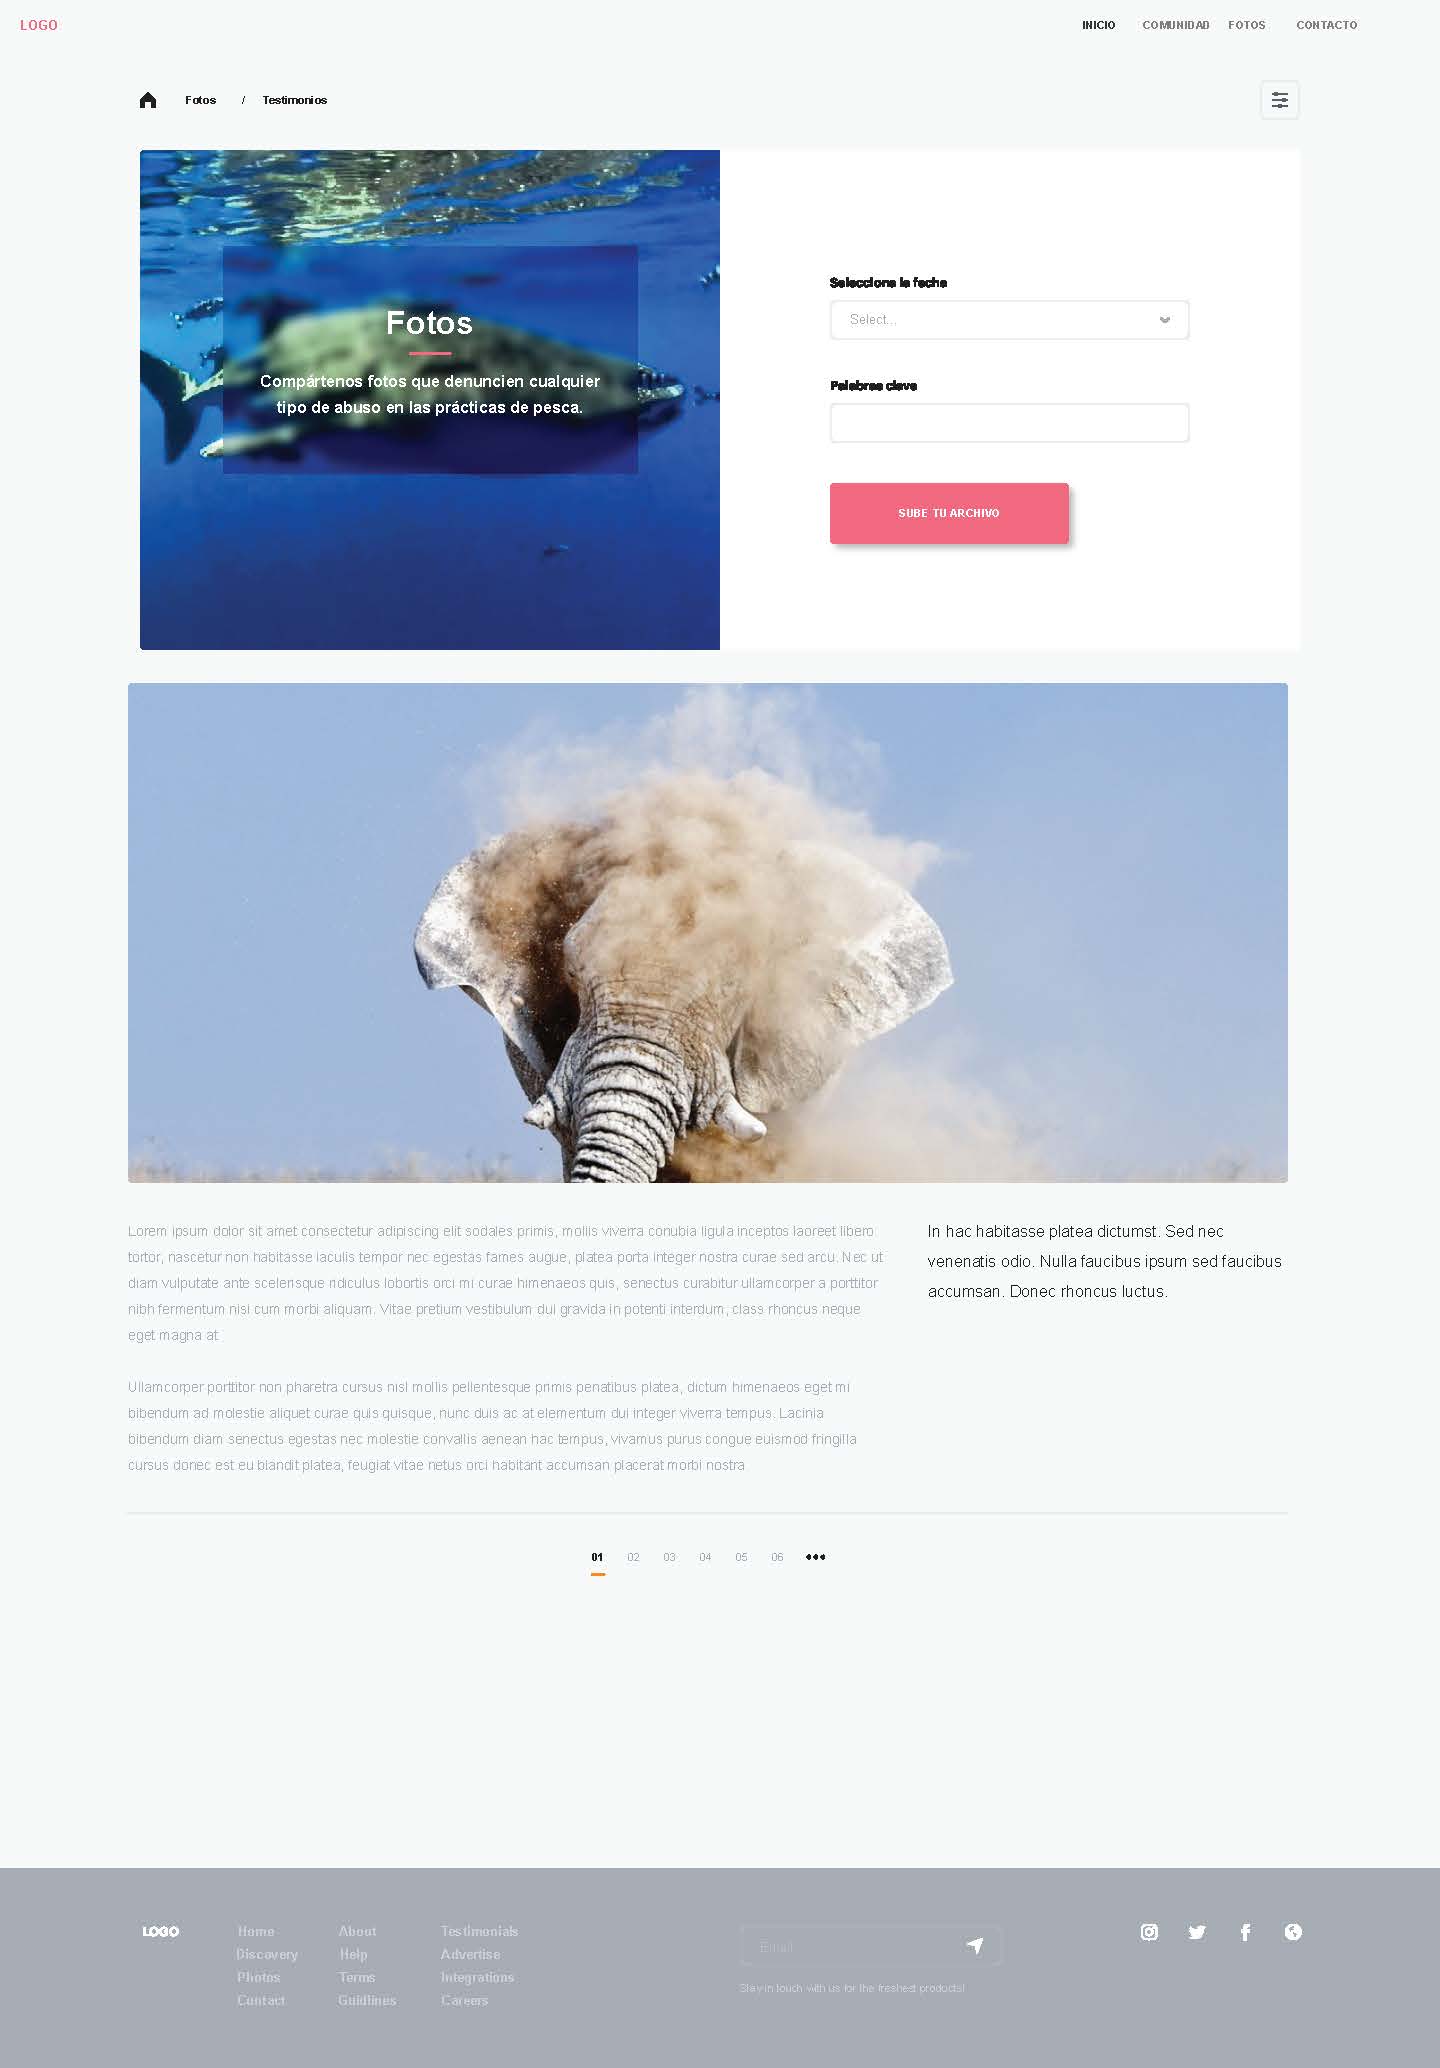 LOGO
INICIO COMUNIDAD FOTOS CONTACTO
Fotos / Testimonios
Fotos
Compártenos fotos que denuncien cualquier
tipo de abuso en las prácticas de pesca.
Selecciona la fecha
Select...
Palabras clave
SUBE TU ARCHIVO
Lorem ipsum dolor sit amet consectetur adipiscing elit sodales primis, mollis viverra conubia ligula inceptos laoreet libero
tortor, nascetur non habitasse iaculis tempor nec egestas fames augue, platea porta integer nostra curae sed arcu. Nec ut
diam vulputate ante scelerisque ridiculus lobortis orci mi curae himenaeos quis, senectus curabitur ullamcorper a porttitor
nibh fermentum nisi cum morbi aliquam. Vitae pretium vestibulum dui gravida in potenti interdum, class rhoncus neque
eget magna at
Ullamcorper porttitor non pharetra cursus nisl mollis pellentesque primis penatibus platea, dictum himenaeos eget mi
bibendum ad molestie aliquet curae quis quisque, nunc duis ac at elementum dui integer viverra tempus. Lacinia
bibendum diam senectus egestas nec molestie convallis aenean hac tempus, vivamus purus congue euismod fringilla
cursus donec est eu blandit platea, feugiat vitae netus orci habitant accumsan placerat morbi nostra.
In hac habitasse platea dictumst. Sed nec
venenatis odio. Nulla faucibus ipsum sed faucibus
accumsan. Donec rhoncus luctus.
01 02 03 04 05 06
LOGO
Home
Discovery
Photos
Contact
About
Help
Terms
Guidlines
Testimonials
Advertise
Integrations
Careers
Email
Stay in touch with us for the freshest products!